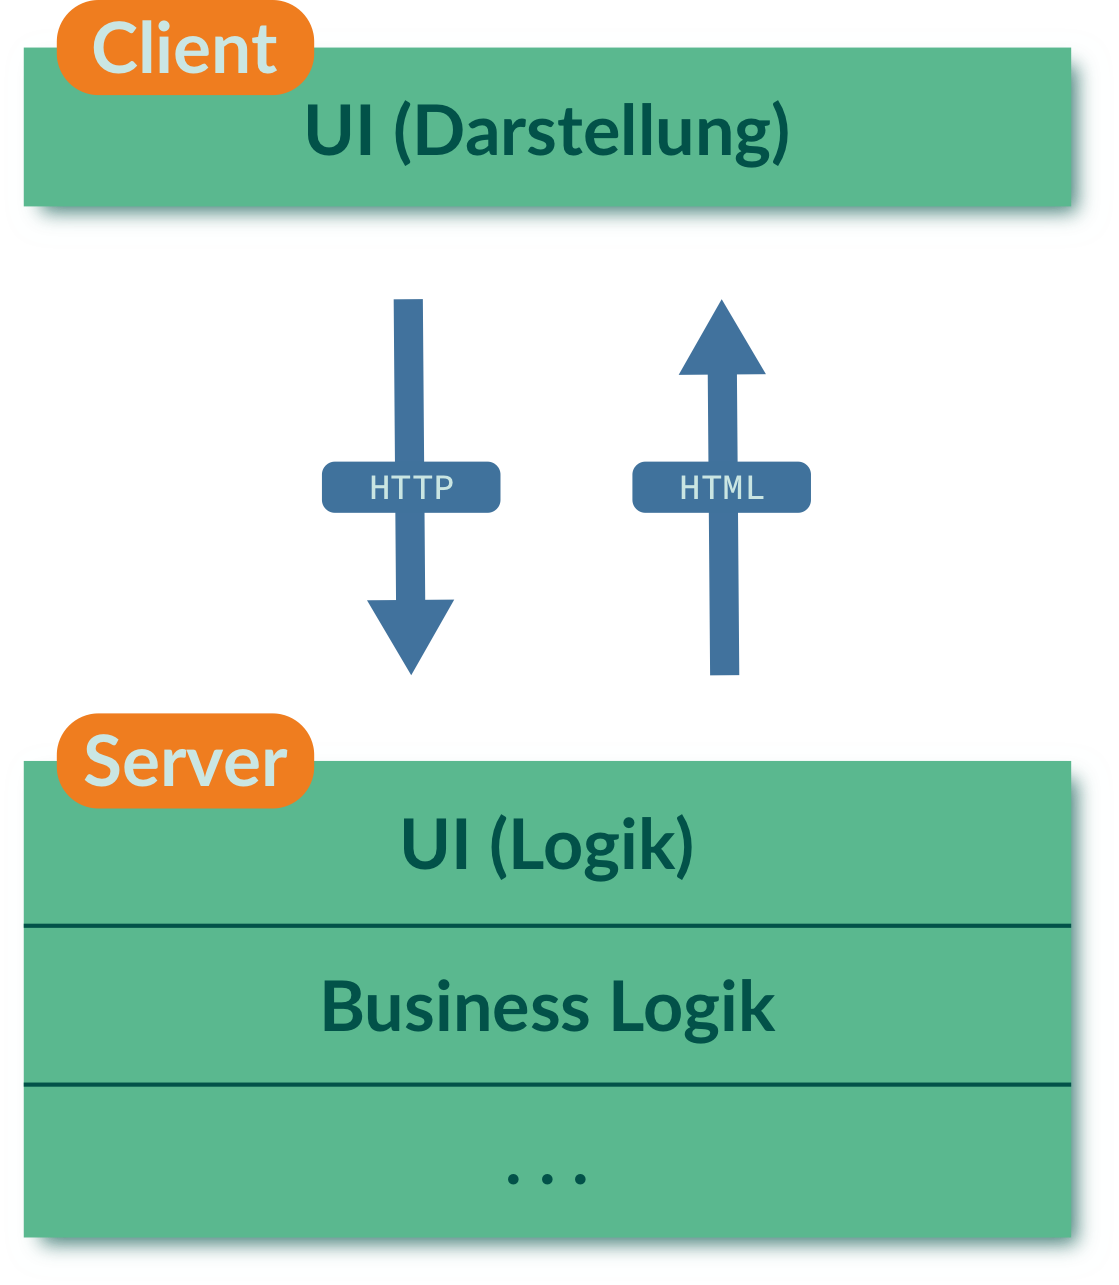 Client
UI (Darstellung)
HTTP
HTML
Server
UI (Logik)
Business Logik
...